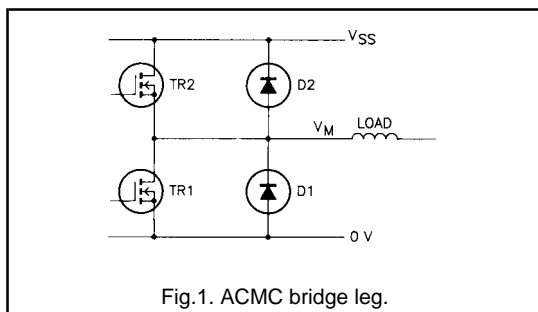 VSS
TR2
D2
VM
LOAD
TR1
D1
0 V
Fig.1. ACMC bridge leg.